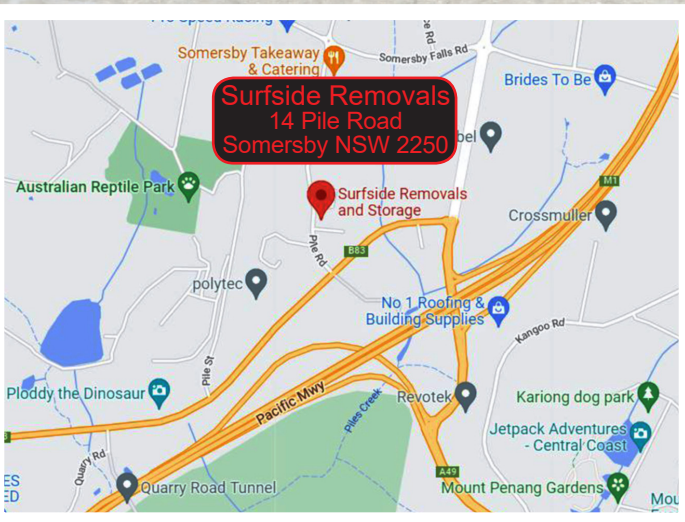 Somersby Takeaway
& Catering
Somersby Falls Rd
Brides To Be
Surfside Removals
14 Pile Road
Somersby NSW 2250
Australian Reptile Park
Surfside Removals
and Storage
M1
Crossmuller
Pile Rd
B83
polytec
No 1 Roofing &
Building Supplies
Kangoo Rd
Pile St
Ploddy the Dinosaur
Pacific Mwy
Piles Creek
Revotek
Kariong dog park
Jetpack Adventures
- Central Coast
Quarry Rd
A49
Quarry Road Tunnel
Mount Penang Gardens